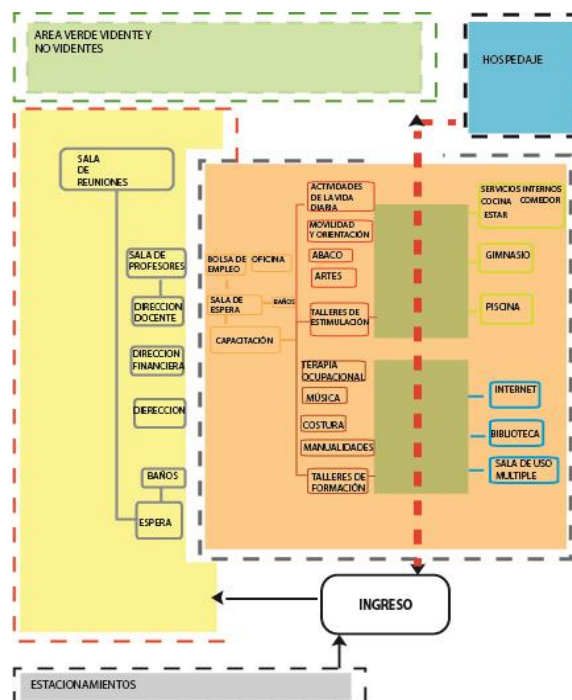 AREA VERDE VIDENTE Y
NO VIDENTES
HOSPEDAJE
SALA
DE
REUNIONES
SALA DE
PROFESORES
DIRECCION
DOCENTE
DIRECCION
FINANCIERA
DIERECCION
BAÑOS
ESPERA
BOLSA DE
EMPLEO
OFICINA
SALA DE
ESPERA
BAÑOS
CAPACITACIÓN
ACTIVIDADES
DE LA VIDA
DIARIA
MOVILIDAD
Y ORIENTACIÓN
ABACO
ARTES
TALLERES DE
ESTIMULACIÓN
TERAPIA
OCUPACIONAL
MÚSICA
COSTURA
MANUALIDADES
TALLERES DE
FORMACIÓN
SERVICIOS INTERNOS
COCINA COMEDOR
ESTAR
GIMNASIO
PISCINA
INTERNET
BIBLIOTECA
SALA DE USO
MULTIPLE
INGRESO
ESTACIONAMIENTOS